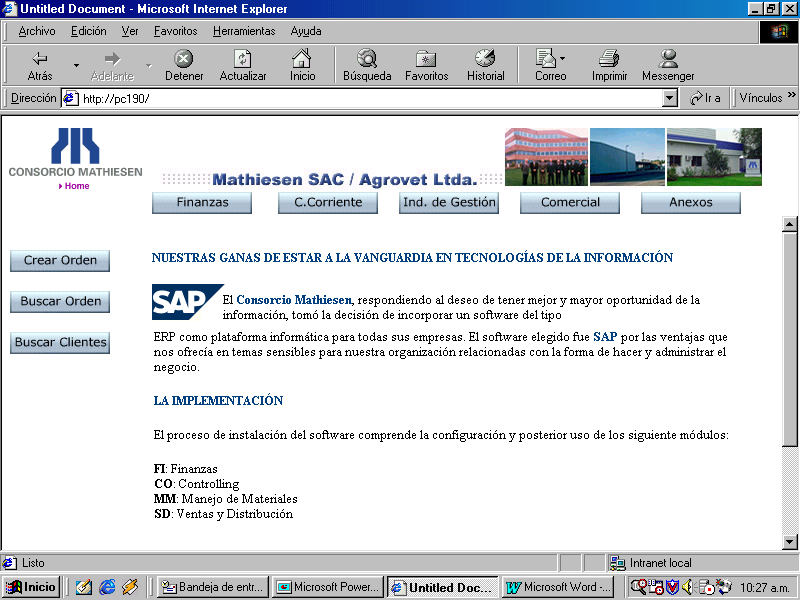 Untitled Document - Microsoft Internet Explorer
Archivo Edición Ver Favoritos Herramientas Ayuda
Atrás Adelante Detener Actualizar Inicio Búsqueda Favoritos Historial Correo Imprimir Messenger
Dirección http://pc190/ Ir a Vínculos »
CONSORCIO MATHIESEN
Home
Mathiesen SAC / Agrovet Ltda.
Finanzas C.Corriente Ind. de Gestión Comercial Anexos
Crear Orden
Buscar Orden
Buscar Clientes
NUESTRAS GANAS DE ESTAR A LA VANGUARDIA EN TECNOLOGÍAS DE LA INFORMACIÓN
SAP
El Consorcio Mathiesen, respondiendo al deseo de tener mejor y mayor oportunidad de la
información, tomó la decisión de incorporar un software del tipo
ERP como plataforma informática para todas sus empresas. El software elegido fue SAP por las ventajas que
nos ofrecía en temas sensibles para nuestra organización relacionadas con la forma de hacer y administrar el
negocio.
LA IMPLEMENTACIÓN
El proceso de instalación del software comprende la configuración y posterior uso de los siguiente módulos:
FI: Finanzas
CO: Controlling
MM: Manejo de Materiales
SD: Ventas y Distribución
Listo Intranet local
Inicio Bandeja de entr... Microsoft Power... Untitled Doc... Microsoft Word -... 10:27 a.m.